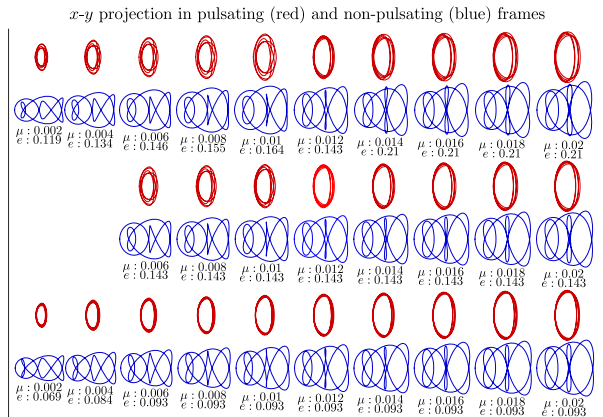 x-y projection in pulsating (red) and non-pulsating (blue) frames
μ : 0.002 μ : 0.004 μ : 0.006 μ : 0.008 μ : 0.01 μ : 0.012 μ : 0.014 μ : 0.016 μ : 0.018 μ : 0.02
e : 0.119 e : 0.134 e : 0.146 e : 0.155 e : 0.164 e : 0.143 e : 0.21 e : 0.21 e : 0.21 e : 0.21
μ : 0.006 μ : 0.008 μ : 0.01 μ : 0.012 μ : 0.014 μ : 0.016 μ : 0.018 μ : 0.02
e : 0.143 e : 0.143 e : 0.143 e : 0.143 e : 0.143 e : 0.143 e : 0.143 e : 0.143
μ : 0.002 μ : 0.004 μ : 0.006 μ : 0.008 μ : 0.01 μ : 0.012 μ : 0.014 μ : 0.016 μ : 0.018 μ : 0.02
e : 0.069 e : 0.084 e : 0.093 e : 0.093 e : 0.093 e : 0.093 e : 0.093 e : 0.093 e : 0.093 e : 0.093